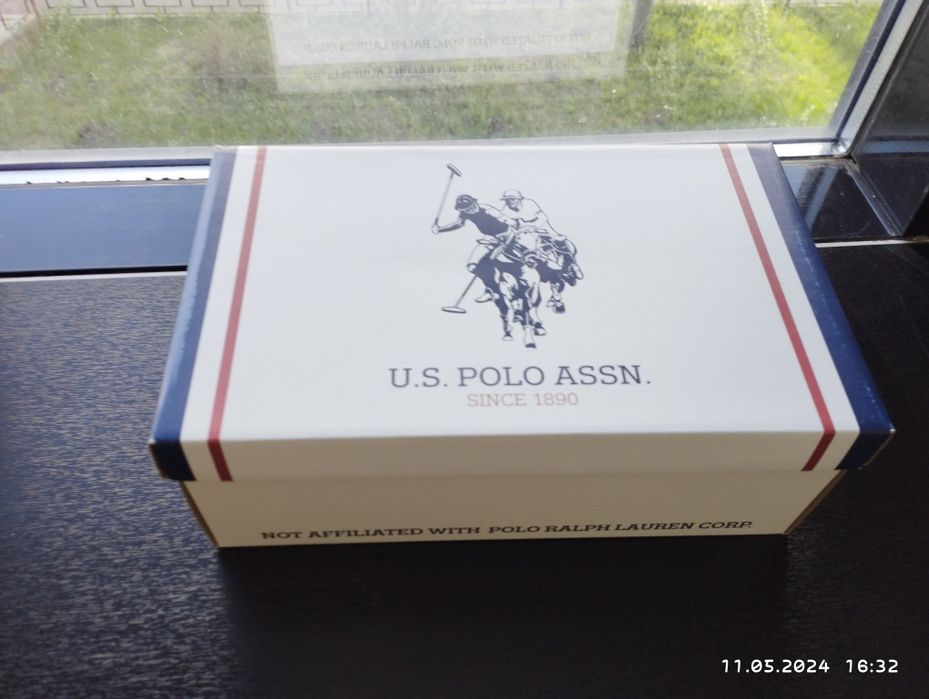 U.S. POLO ASSN.
SINCE 1890
NOT AFFILIATED WITH POLO RALPH LAUREN CORP.
11.05.2024 16:32